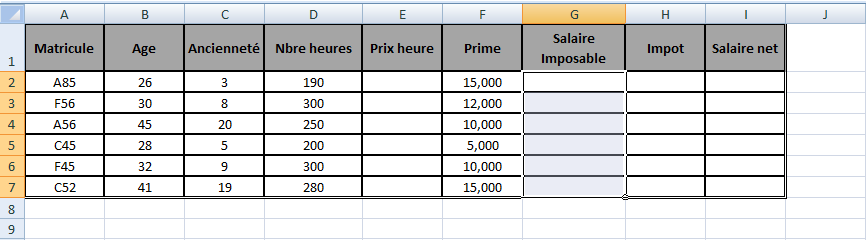 A B C D E F G H I J
1 Matricule Age Ancienneté Nbre heures Prix heure Prime Salaire Imposable Impot Salaire net
2 A85 26 3 190 15,000
3 F56 30 8 300 12,000
4 A56 45 20 250 10,000
5 C45 28 5 200 5,000
6 F45 32 9 300 10,000
7 C52 41 19 280 15,000
8
9